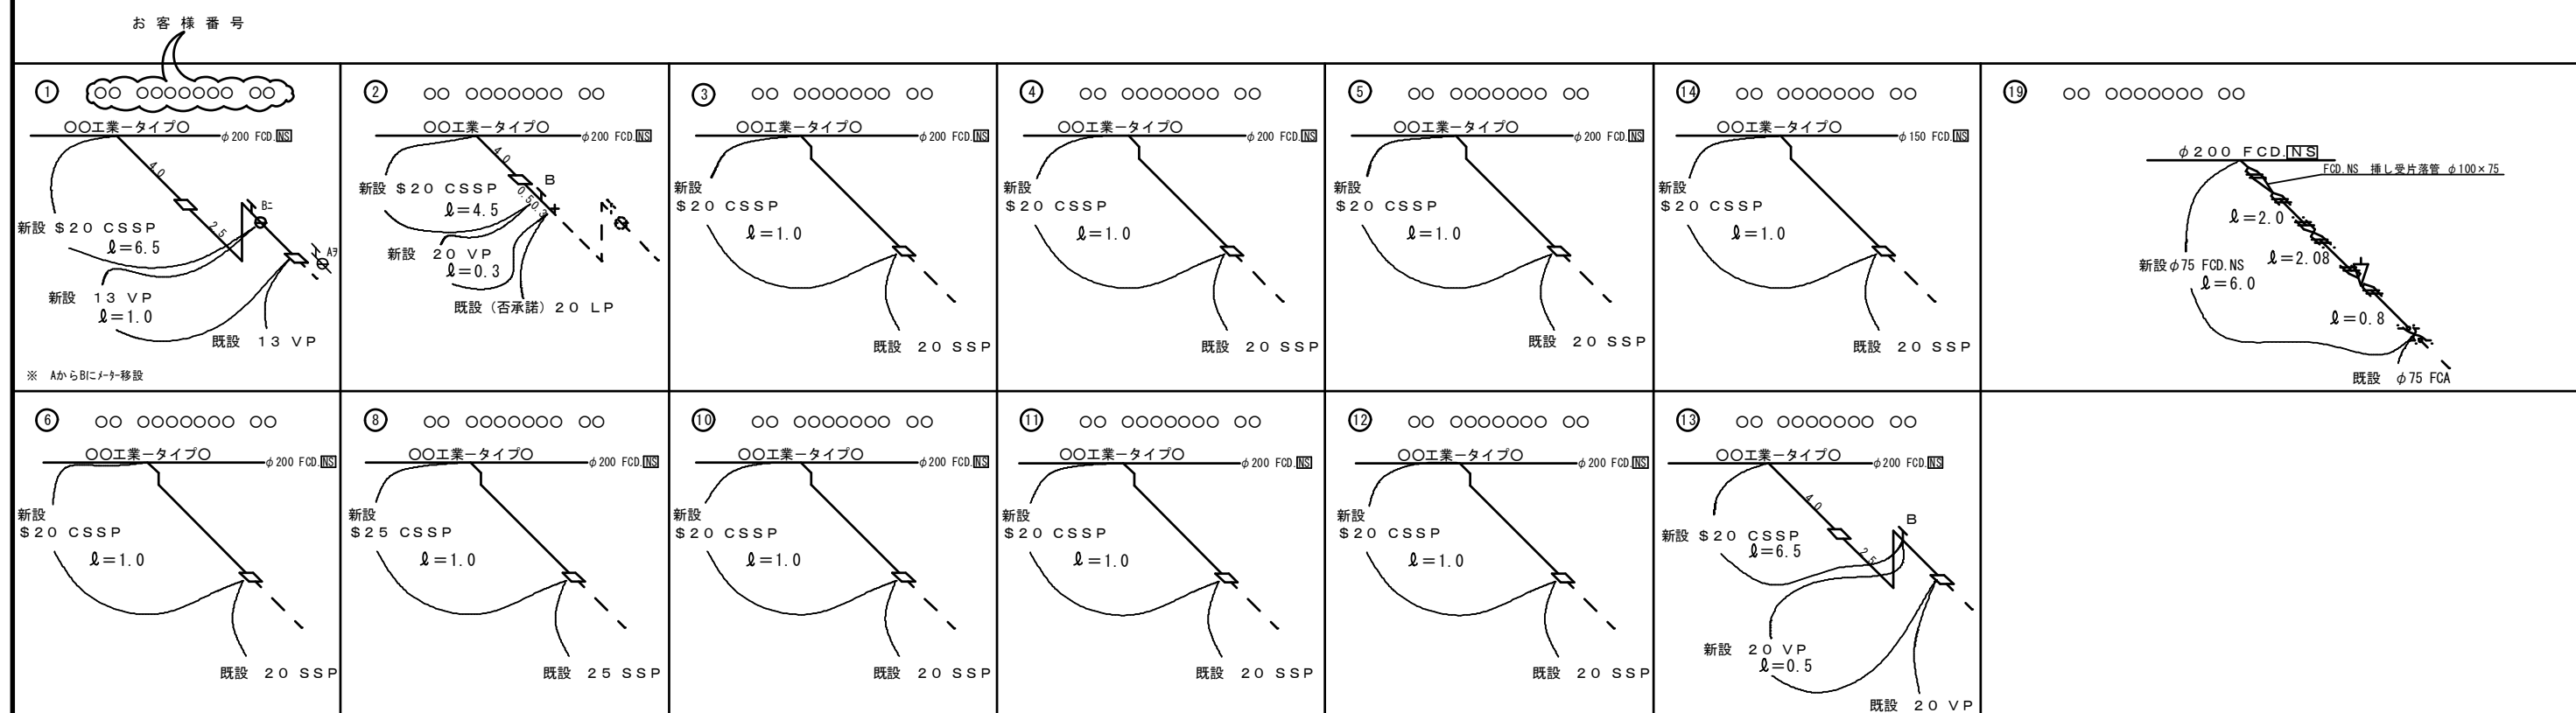 お客様番号
① ○○ ○○○○○○○ ○○
○○工業ータイプ○
φ200 FCD.NS
4.0
2.5
Bﾆ
Aｦ
新設 $20 CSSP
ℓ=6.5
新設 13 VP
ℓ=1.0
既設 13 VP
※ AからBにﾒｰﾀｰ移設
② ○○ ○○○○○○○ ○○
○○工業ータイプ○
φ200 FCD.NS
4.0
B
0.5
0.3
新設 $20 CSSP
ℓ=4.5
新設 20 VP
ℓ=0.3
既設（否承諾）20 LP
③ ○○ ○○○○○○○ ○○
○○工業ータイプ○
φ200 FCD.NS
新設
$20 CSSP
ℓ=1.0
既設 20 SSP
④ ○○ ○○○○○○○ ○○
○○工業ータイプ○
φ200 FCD.NS
新設
$20 CSSP
ℓ=1.0
既設 20 SSP
⑤ ○○ ○○○○○○○ ○○
○○工業ータイプ○
φ200 FCD.NS
新設
$20 CSSP
ℓ=1.0
既設 20 SSP
⑭ ○○ ○○○○○○○ ○○
○○工業ータイプ○
φ150 FCD.NS
新設
$20 CSSP
ℓ=1.0
既設 20 SSP
⑲ ○○ ○○○○○○○ ○○
φ200 FCD.NS
FCD.NS 挿し受片落管 φ100×75
ℓ=2.0
ℓ=2.08
新設φ75 FCD.NS
ℓ=6.0
ℓ=0.8
既設 φ75 FCA
⑥ ○○ ○○○○○○○ ○○
○○工業ータイプ○
φ200 FCD.NS
新設
$20 CSSP
ℓ=1.0
既設 20 SSP
⑧ ○○ ○○○○○○○ ○○
○○工業ータイプ○
φ200 FCD.NS
新設
$25 CSSP
ℓ=1.0
既設 25 SSP
⑩ ○○ ○○○○○○○ ○○
○○工業ータイプ○
φ200 FCD.NS
新設
$20 CSSP
ℓ=1.0
既設 20 SSP
⑪ ○○ ○○○○○○○ ○○
○○工業ータイプ○
φ200 FCD.NS
新設
$20 CSSP
ℓ=1.0
既設 20 SSP
⑫ ○○ ○○○○○○○ ○○
○○工業ータイプ○
φ200 FCD.NS
新設
$20 CSSP
ℓ=1.0
既設 20 SSP
⑬ ○○ ○○○○○○○ ○○
○○工業ータイプ○
φ200 FCD.NS
4.0
B
2.5
新設 $20 CSSP
ℓ=6.5
新設 20 VP
ℓ=0.5
既設 20 VP